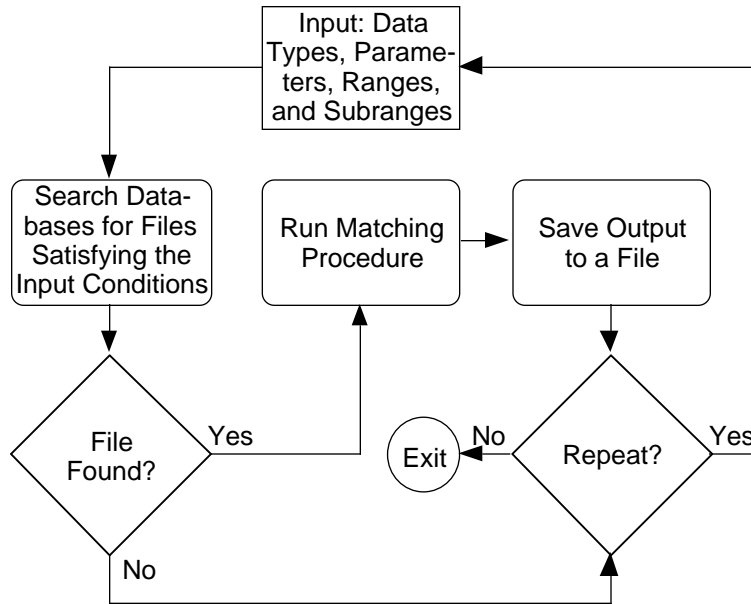 Input: Data
Types, Parame-
ters, Ranges,
and Subranges
Search Data-
bases for Files
Satisfying the
Input Conditions
Run Matching
Procedure
Save Output
to a File
File
Found?
Yes
No
Exit
No
Repeat?
Yes